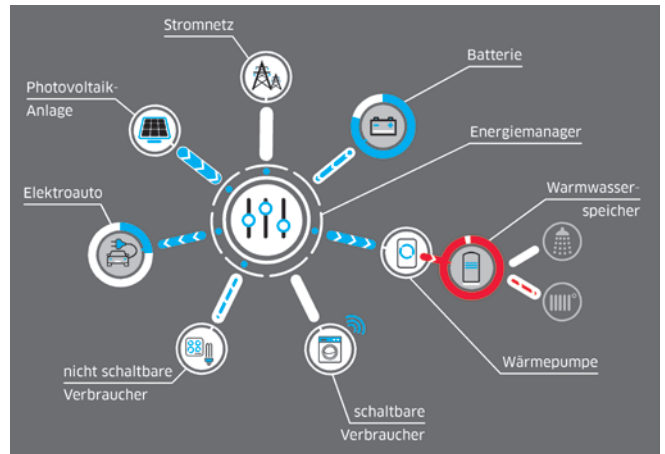 Stromnetz
Batterie
Photovoltaik-
Anlage
Energiemanager
Elektroauto
Warmwasser-
speicher
Wärmepumpe
nicht schaltbare
Verbraucher
schaltbare
Verbraucher